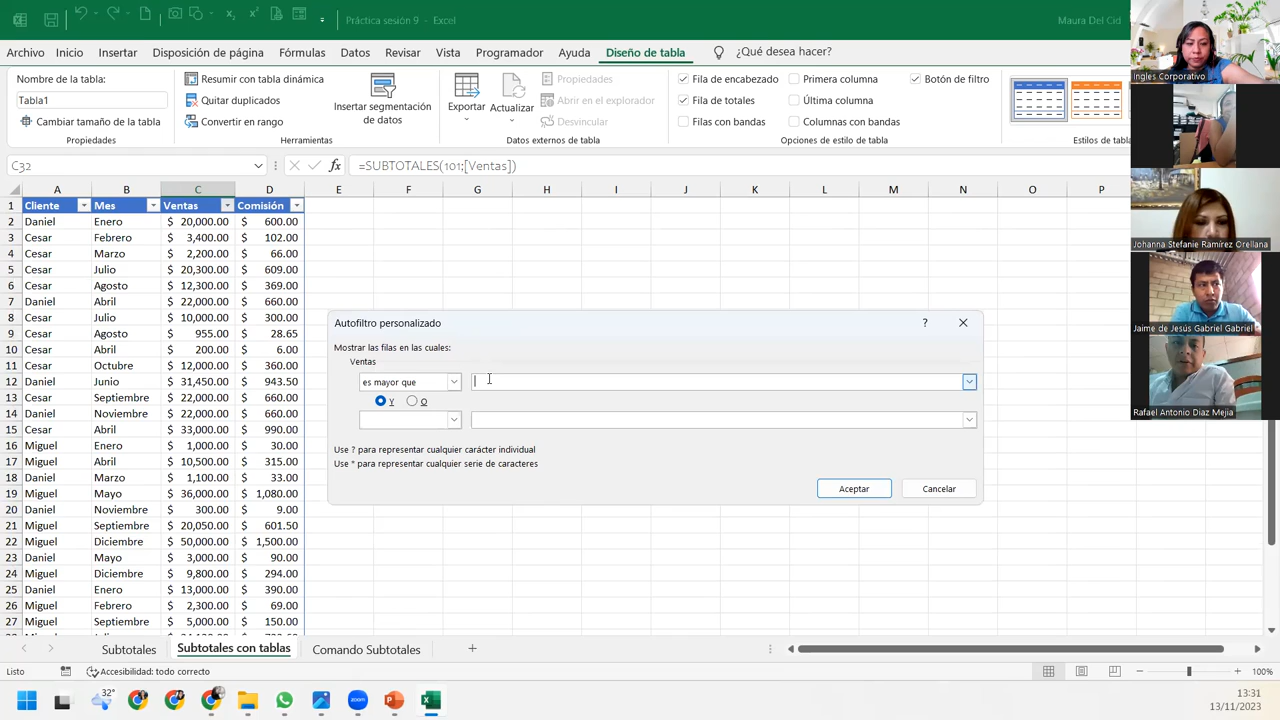 Práctica sesión 9 - Excel
Maura Del Cid
Archivo Inicio Insertar Disposición de página Fórmulas Datos Revisar Vista Programador Ayuda Diseño de tabla ¿Qué desea hacer?
Nombre de la tabla:
Tabla1
Cambiar tamaño de la tabla
Propiedades
Resumir con tabla dinámica
Quitar duplicados
Convertir en rango
Insertar segmentación
de datos
Herramientas
Exportar
Actualizar
Propiedades
Abrir en el explorador
Desvincular
Datos externos de tabla
Fila de encabezado Primera columna Botón de filtro
Fila de totales Última columna
Filas con bandas Columnas con bandas
Opciones de estilo de tabla
Estilos de tabla
C32 fx =SUBTOTALES(101;[Ventas])
A B C D E F G H I J K L M N O P
1 Cliente Mes Ventas Comisión
2 Daniel Enero $ 20,000.00 $ 600.00
3 Cesar Febrero $ 3,400.00 $ 102.00
4 Cesar Marzo $ 2,200.00 $ 66.00
5 Cesar Julio $ 20,300.00 $ 609.00
6 Cesar Agosto $ 12,300.00 $ 369.00
7 Daniel Abril $ 22,000.00 $ 660.00
8 Cesar Julio $ 10,000.00 $ 300.00
9 Cesar Agosto $ 955.00 $ 28.65
10 Cesar Abril $ 200.00 $ 6.00
11 Cesar Octubre $ 12,000.00 $ 360.00
12 Daniel Junio $ 31,450.00 $ 943.50
13 Cesar Septiembre $ 22,000.00 $ 660.00
14 Daniel Noviembre $ 22,000.00 $ 660.00
15 Cesar Abril $ 33,000.00 $ 990.00
16 Miguel Enero $ 1,000.00 $ 30.00
17 Miguel Abril $ 10,500.00 $ 315.00
18 Daniel Marzo $ 1,100.00 $ 33.00
19 Miguel Mayo $ 36,000.00 $ 1,080.00
20 Daniel Noviembre $ 300.00 $ 9.00
21 Miguel Septiembre $ 20,050.00 $ 601.50
22 Miguel Diciembre $ 50,000.00 $ 1,500.00
23 Daniel Mayo $ 3,000.00 $ 90.00
24 Miguel Diciembre $ 9,800.00 $ 294.00
25 Daniel Enero $ 13,000.00 $ 390.00
26 Miguel Febrero $ 2,300.00 $ 69.00
27 Miguel Septiembre $ 5,000.00 $ 150.00
Autofiltro personalizado
?
Mostrar las filas en las cuales:
Ventas
es mayor que
Y O
Use ? para representar cualquier carácter individual
Use * para representar cualquier serie de caracteres
Aceptar Cancelar
Ingles Corporativo
Johanna Stefanie Ramírez Orellana
Jaime de Jesús Gabriel Gabriel
Rafael Antonio Diaz Mejia
Subtotales Subtotales con tablas Comando Subtotales
Listo Accesibilidad: todo correcto 100%
32°
zoom
13:31
13/11/2023